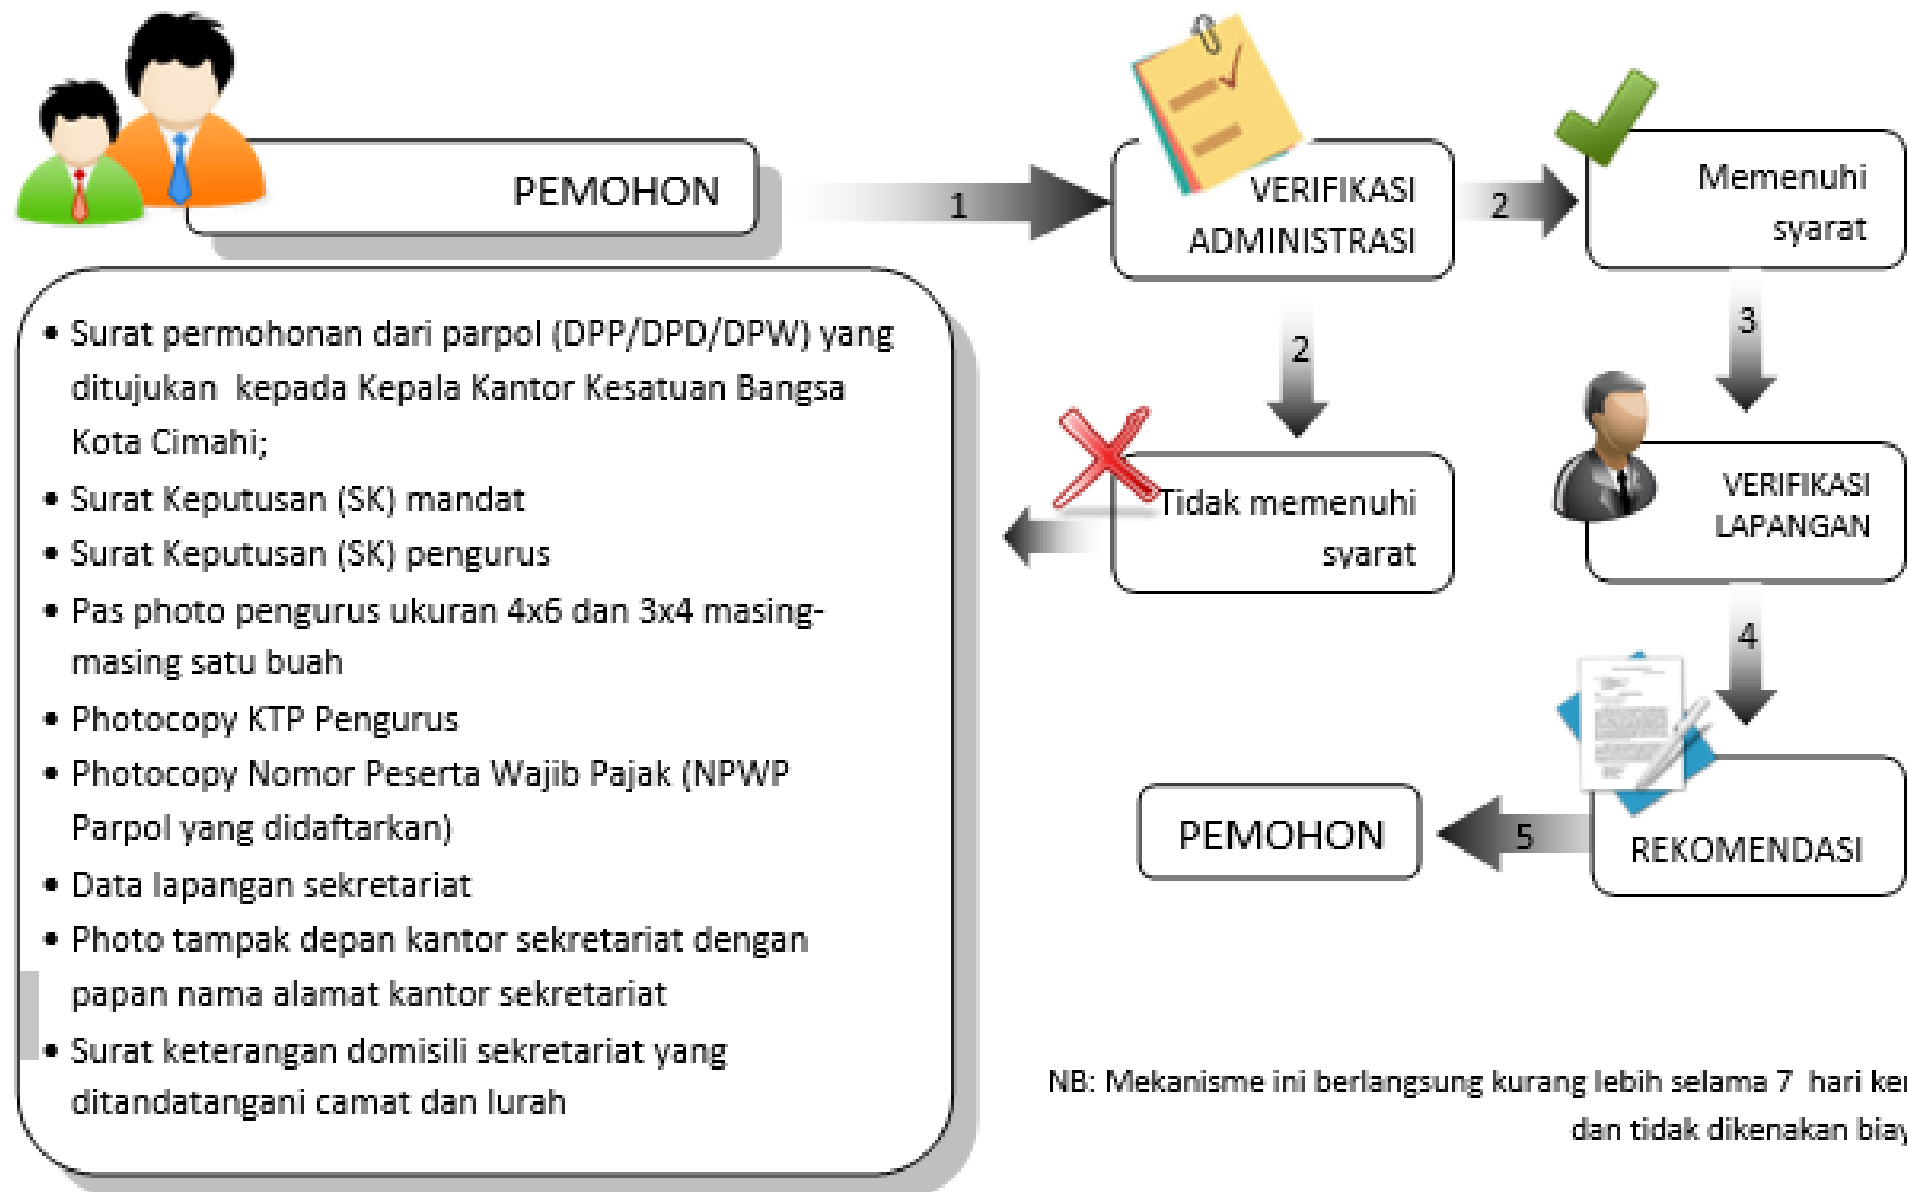 PEMOHON
• Surat permohonan dari parpol (DPP/DPD/DPW) yang
ditujukan kepada Kepala Kantor Kesatuan Bangsa
Kota Cimahi;
• Surat Keputusan (SK) mandat
• Surat Keputusan (SK) pengurus
• Pas photo pengurus ukuran 4x6 dan 3x4 masing-
masing satu buah
• Photocopy KTP Pengurus
• Photocopy Nomor Peserta Wajib Pajak (NPWP
Parpol yang didaftarkan)
• Data lapangan sekretariat
• Photo tampak depan kantor sekretariat dengan
papan nama alamat kantor sekretariat
• Surat keterangan domisili sekretariat yang
ditandatangani camat dan lurah
1
VERIFIKASI
ADMINISTRASI
2
Memenuhi
syarat
2
Tidak memenuhi
syarat
3
VERIFIKASI
LAPANGAN
4
REKOMENDASI
5
PEMOHON
NB: Mekanisme ini berlangsung kurang lebih selama 7 hari
dan tidak dikenakan